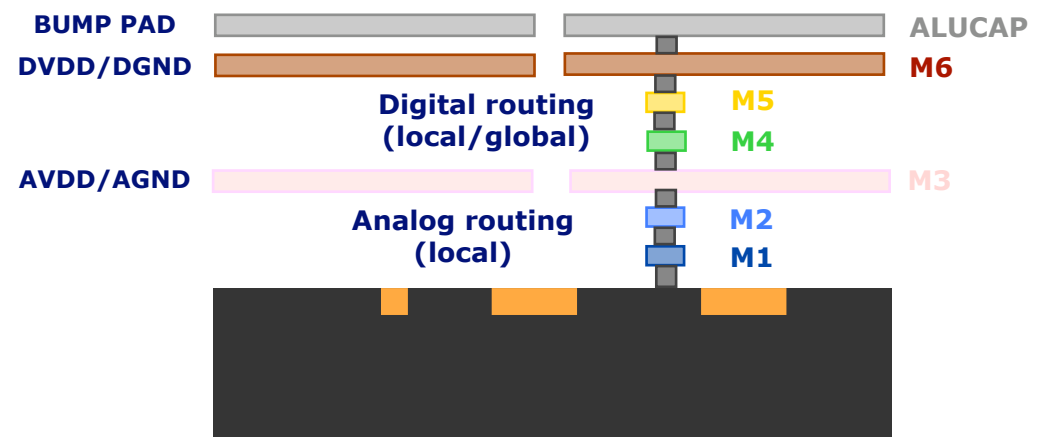 BUMP PAD
ALUCAP
DVDD/DGND
M6
Digital routing
(local/global)
M5
M4
AVDD/AGND
M3
Analog routing
(local)
M2
M1